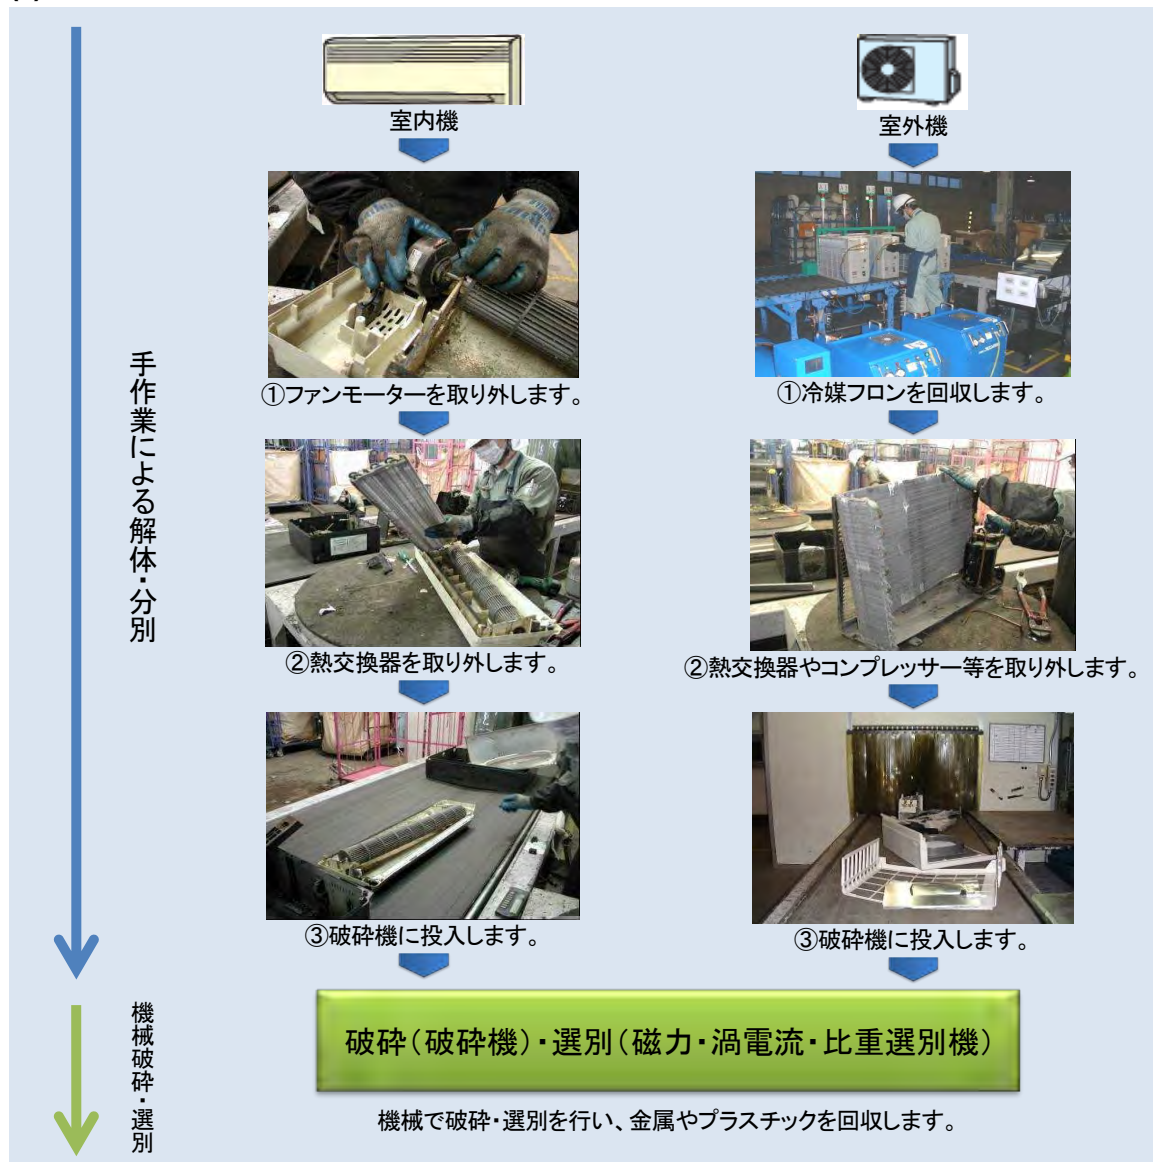 室内機
室外機
①ファンモーターを取り外します。
①冷媒フロンを回収します。
手作業による解体・分別
②熱交換器を取り外します。
②熱交換器やコンプレッサー等を取り外します。
③破砕機に投入します。
③破砕機に投入します。
機械破砕・選別
破砕(破砕機)・選別(磁力・渦電流・比重選別機)
機械で破砕・選別を行い、金属やプラスチックを回収します。